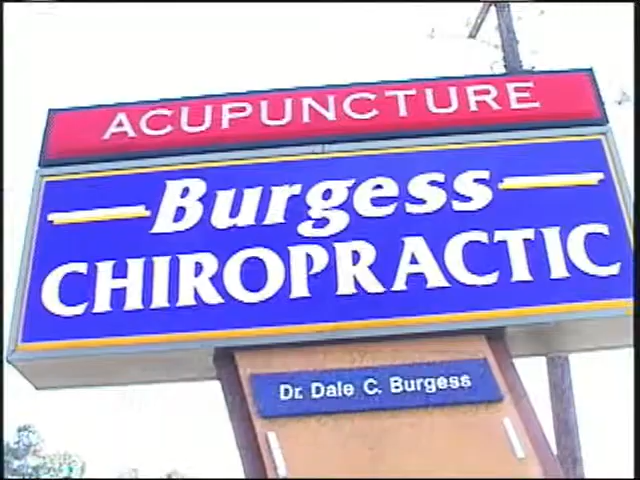 ACUPUNCTURE
Burgess
CHIROPRACTIC
Dr. Dale C. Burgess